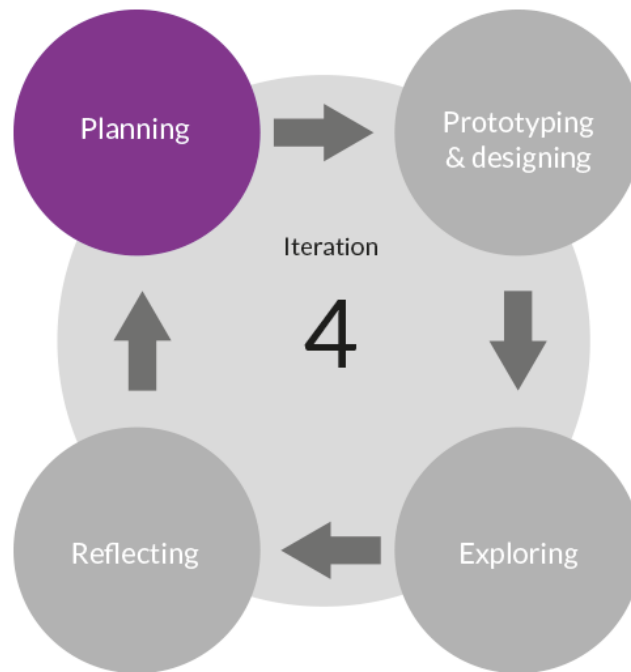 Planning
Prototyping
& designing
Iteration
4
Reflecting
Exploring